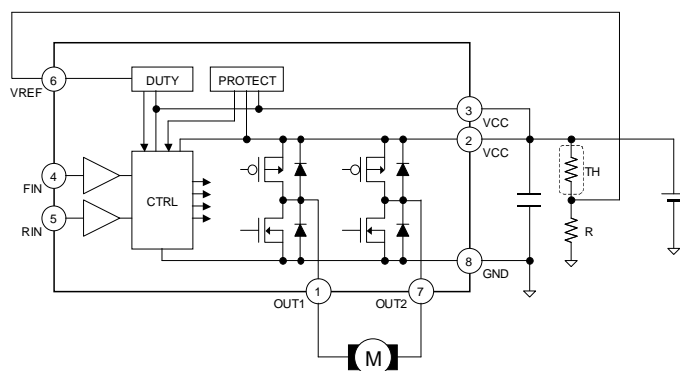 6
VREF
DUTY
PROTECT
3
VCC
2
VCC
4
FIN
5
RIN
CTRL
TH
R
8
GND
OUT1
1
OUT2
7
M